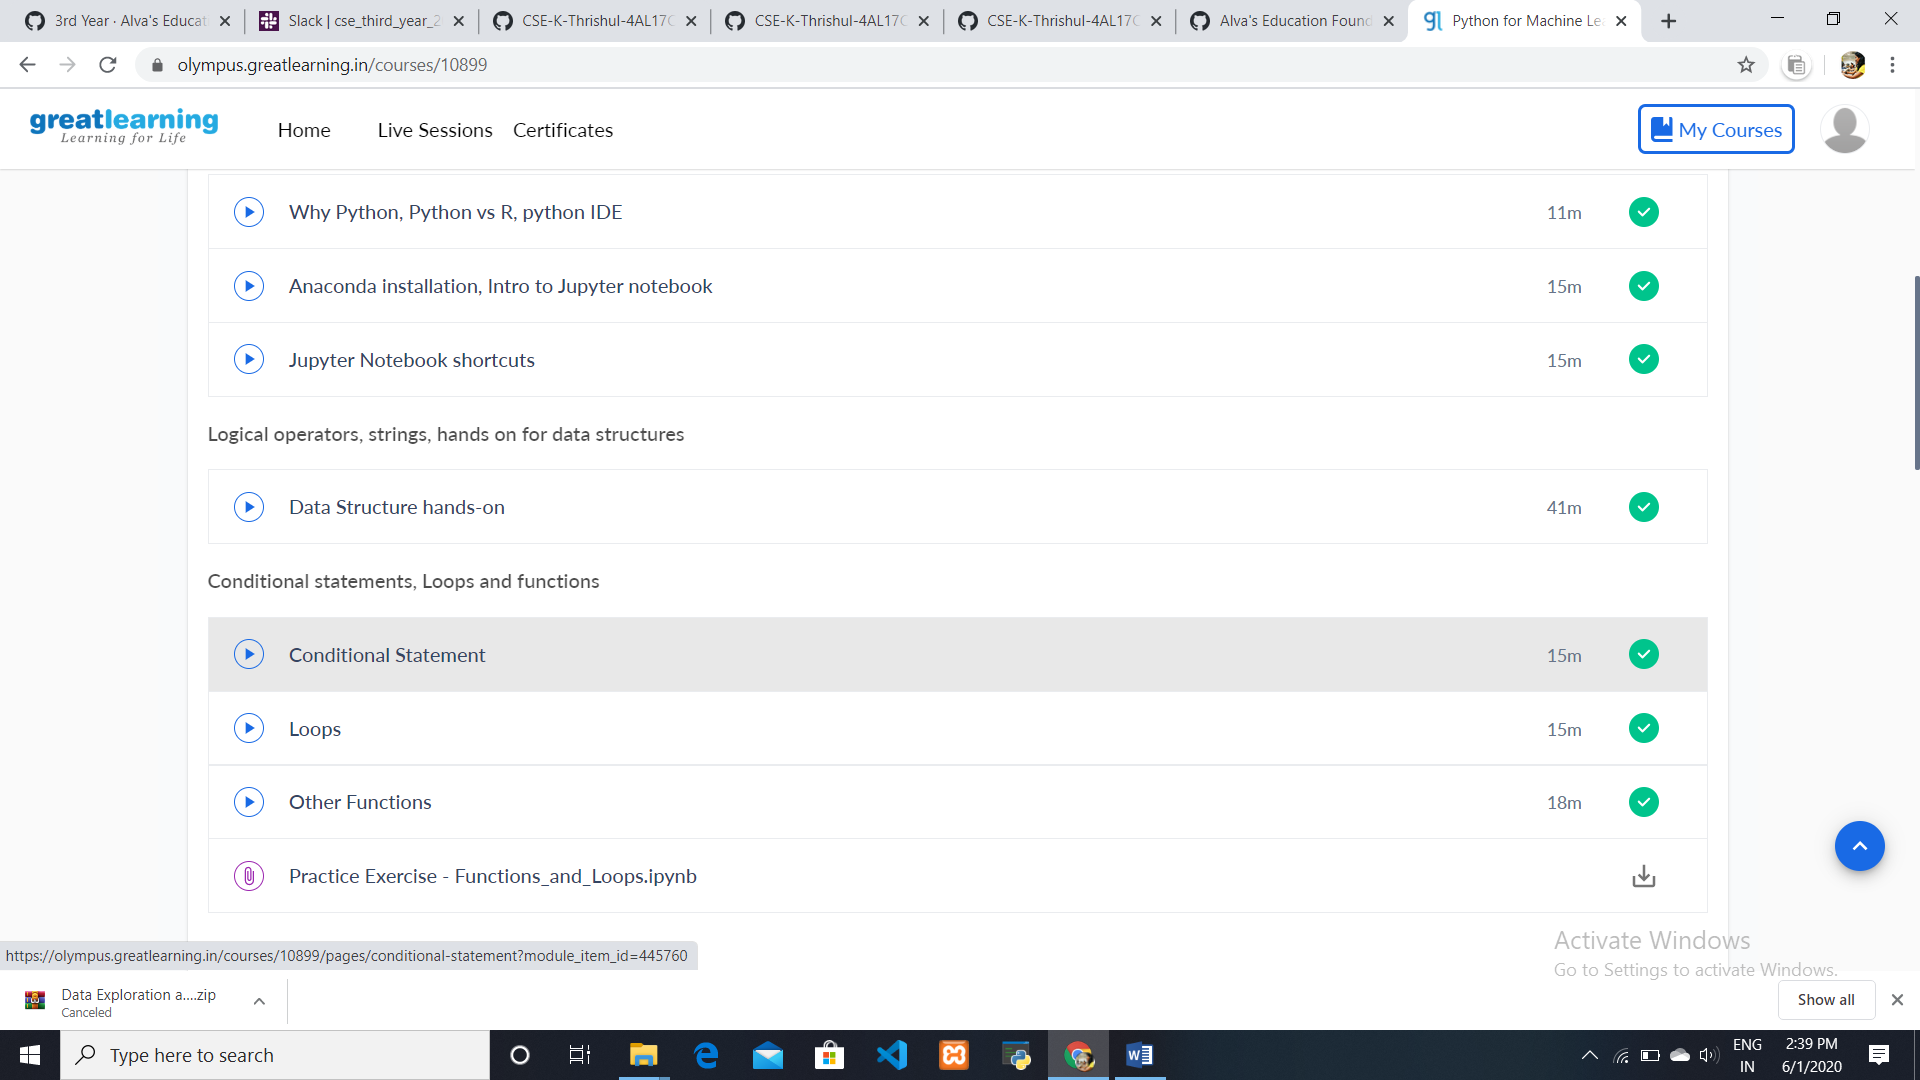 3rd Year · Alva's Educat
Slack | cse_third_year_2
CSE-K-Thrishul-4AL17C
CSE-K-Thrishul-4AL17C
CSE-K-Thrishul-4AL17C
Alva's Education Found
gl Python for Machine Le
olympus.greatlearning.in/courses/10899
greatlearning
Learning for Life
Home
Live Sessions
Certificates
My Courses
Why Python, Python vs R, python IDE 11m
Anaconda installation, Intro to Jupyter notebook 15m
Jupyter Notebook shortcuts 15m
Logical operators, strings, hands on for data structures
Data Structure hands-on 41m
Conditional statements, Loops and functions
Conditional Statement 15m
Loops 15m
Other Functions 18m
Practice Exercise - Functions_and_Loops.ipynb
Activate Windows
Go to Settings to activate Windows.
https://olympus.greatlearning.in/courses/10899/pages/conditional-statement?module_item_id=445760
Data Exploration a....zip
Canceled
Show all
Type here to search
ENG
IN
2:39 PM
6/1/2020